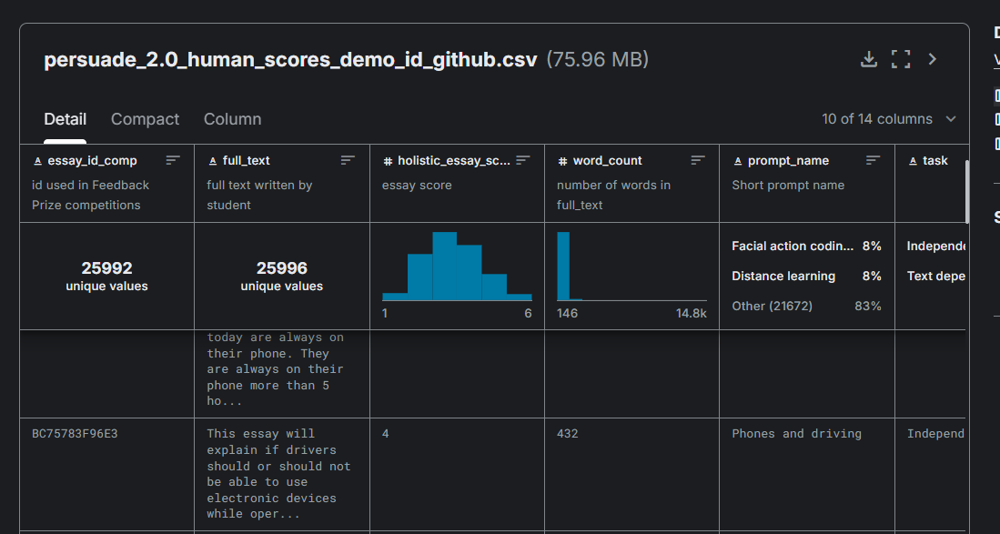 persuade_2.0_human_scores_demo_id_github.csv (75.96 MB)
Detail Compact Column
10 of 14 columns
essay_id_comp
id used in Feedback
Prize competitions
full_text
full text written by
student
holistic_essay_sc...
essay score
word_count
number of words in
full_text
prompt_name
Short prompt name
task
25992
unique values
25996
unique values
1 6
146 14.8k
Facial action codin... 8%
Distance learning 8%
Other (21672) 83%
Independe
Text depe
today are always on
their phone. They
are always on their
phone more than 5
ho...
BC75783F96E3
This essay will
explain if drivers
should or should not
be able to use
electronic devices
while oper...
4
432
Phones and driving
Independ